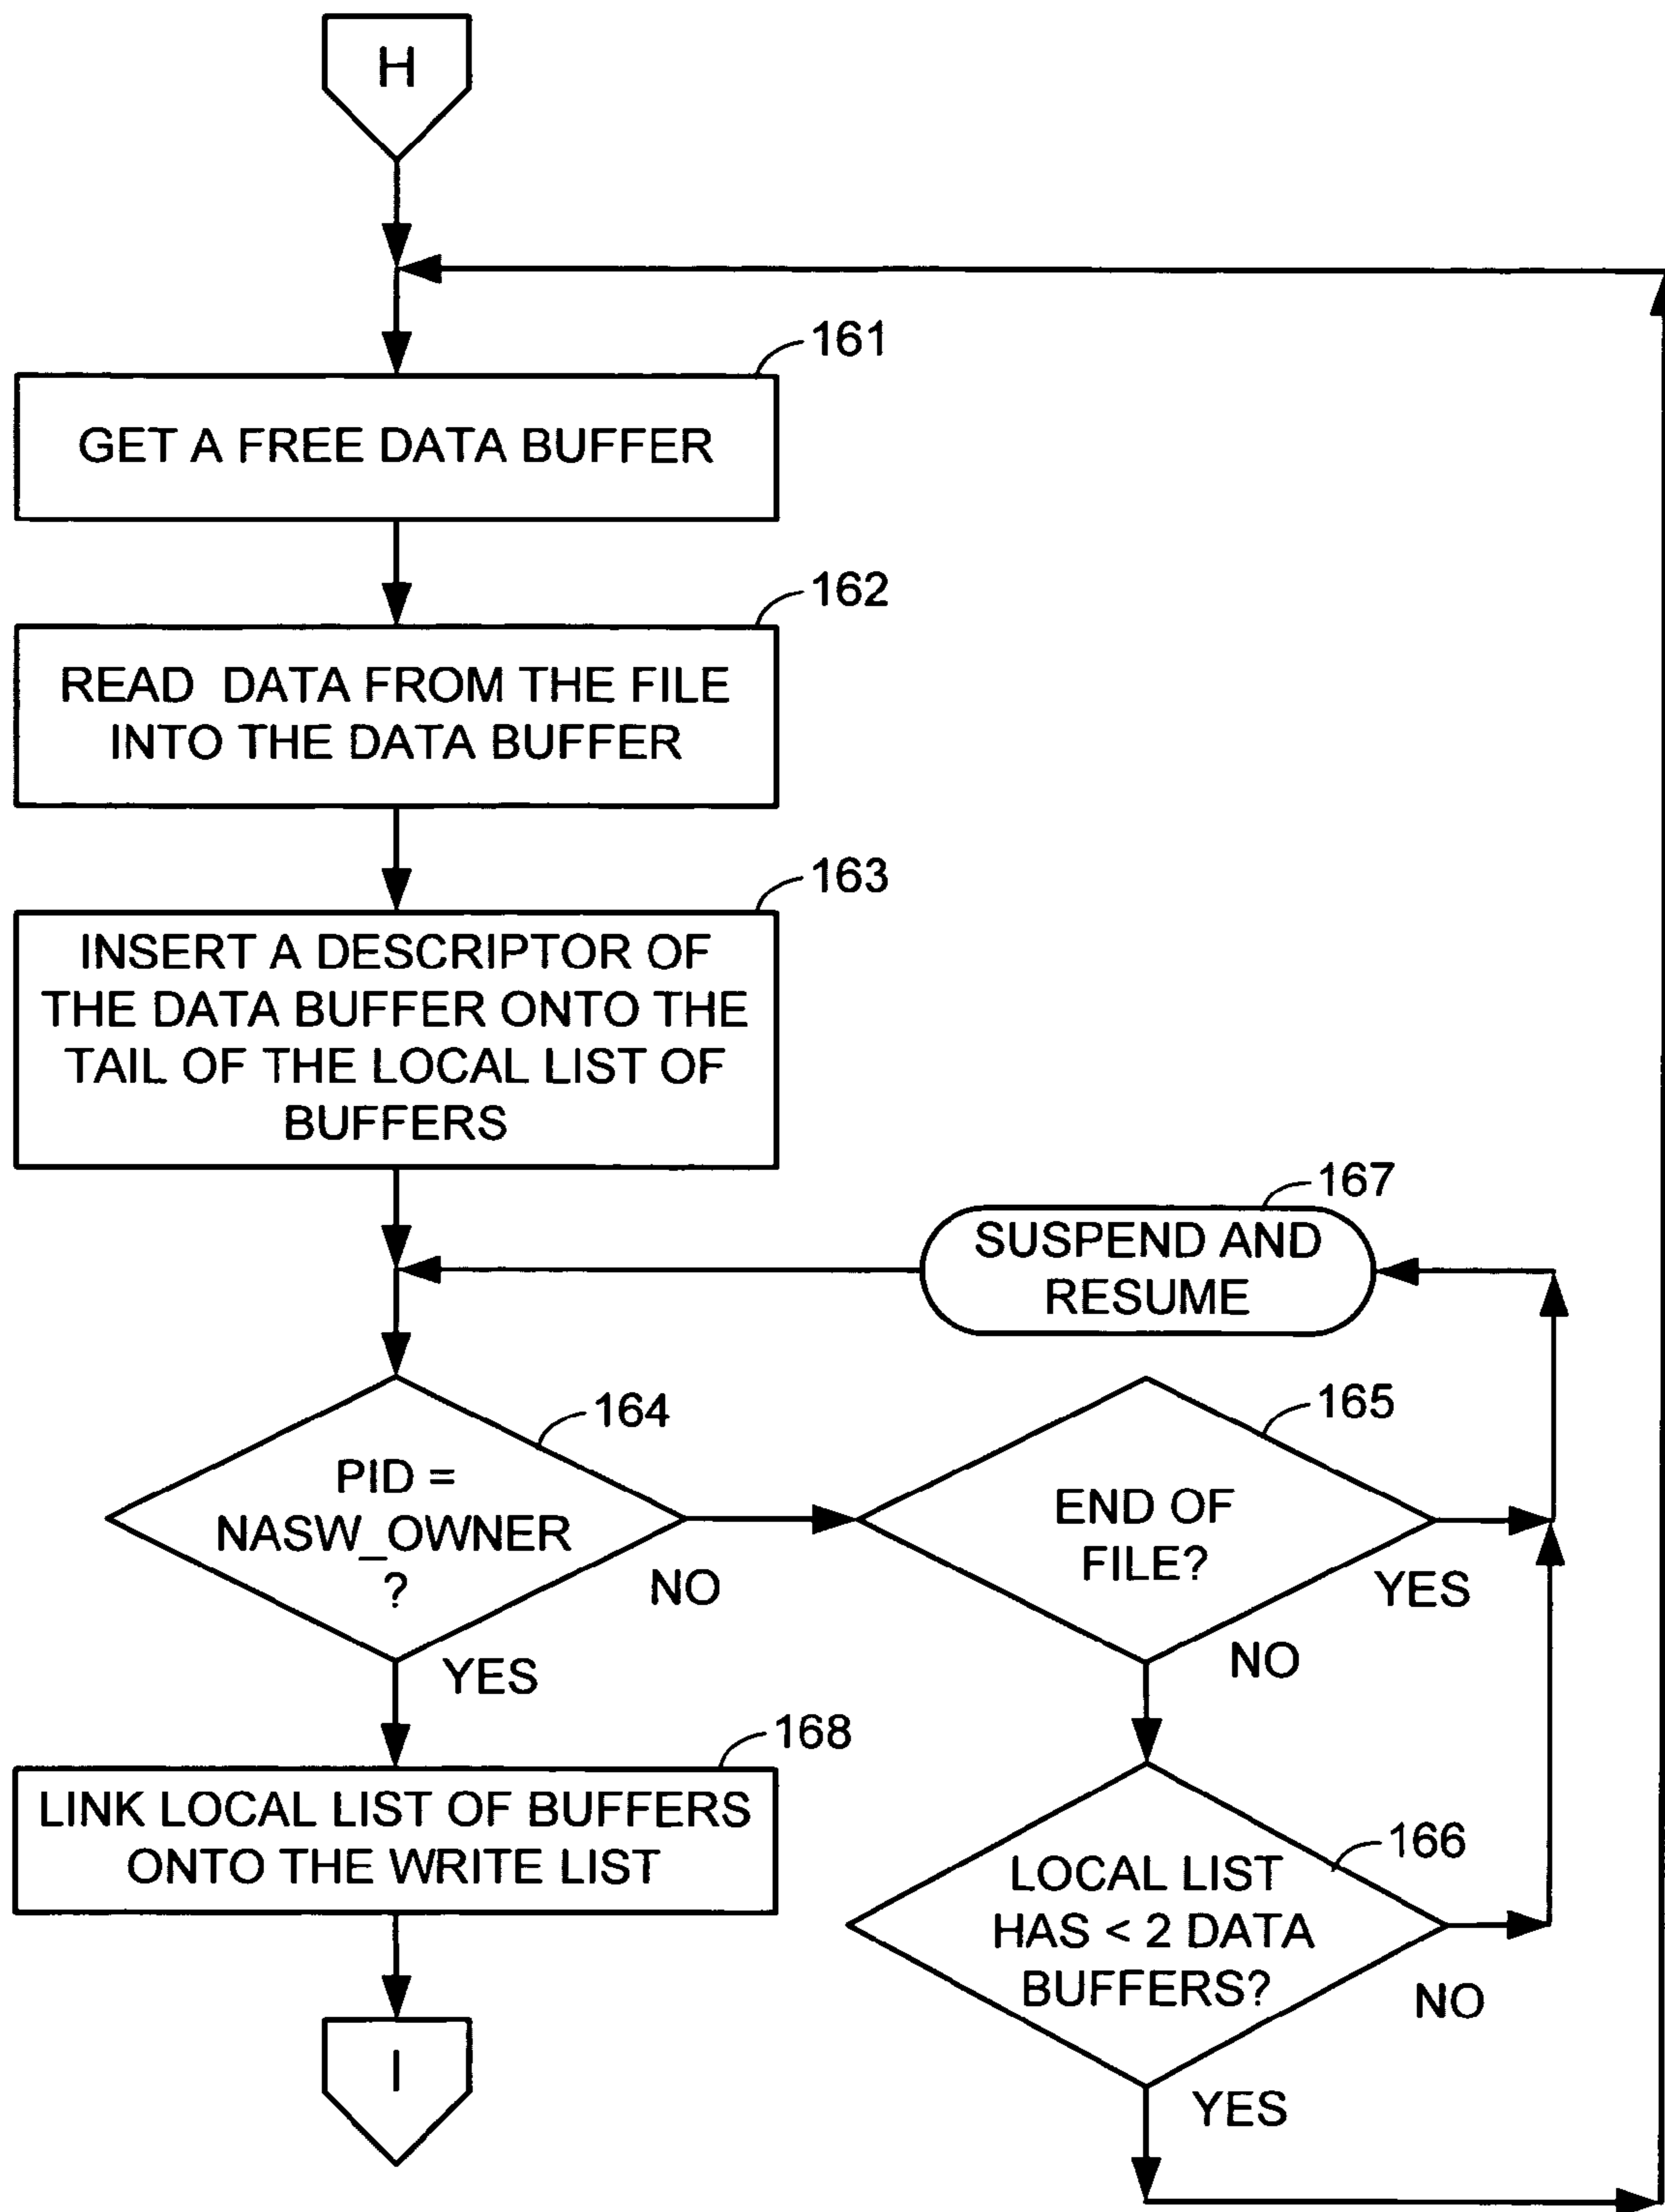 H
161
GET A FREE DATA BUFFER
162
READ DATA FROM THE FILE
INTO THE DATA BUFFER
163
INSERT A DESCRIPTOR OF
THE DATA BUFFER ONTO THE
TAIL OF THE LOCAL LIST OF
BUFFERS
167
SUSPEND AND
RESUME
164
PID =
NASW_OWNER
?
NO
YES
165
END OF
FILE?
YES
NO
168
LINK LOCAL LIST OF BUFFERS
ONTO THE WRITE LIST
166
LOCAL LIST
HAS < 2 DATA
BUFFERS?
NO
YES
I